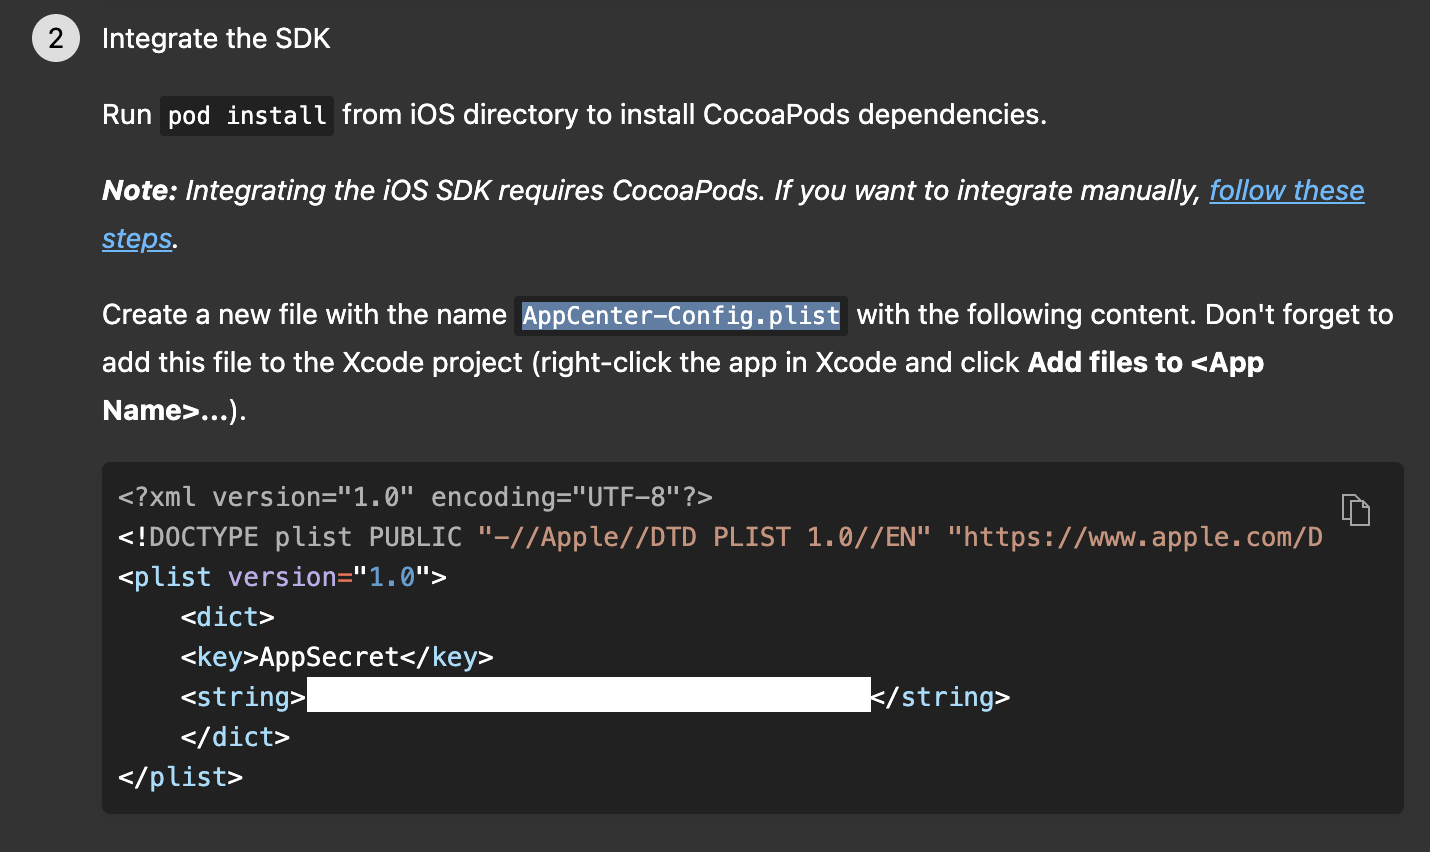 2 Integrate the SDK
Run pod install from iOS directory to install CocoaPods dependencies.
Note: Integrating the iOS SDK requires CocoaPods. If you want to integrate manually, follow these
steps.
Create a new file with the name AppCenter-Config.plist with the following content. Don't forget to
add this file to the Xcode project (right-click the app in Xcode and click Add files to <App
Name>...).
<?xml version="1.0" encoding="UTF-8"?>
<!DOCTYPE plist PUBLIC "-//Apple//DTD PLIST 1.0//EN" "https://www.apple.com/D
<plist version="1.0">
    <dict>
    <key>AppSecret</key>
    <string></string>
    </dict>
</plist>